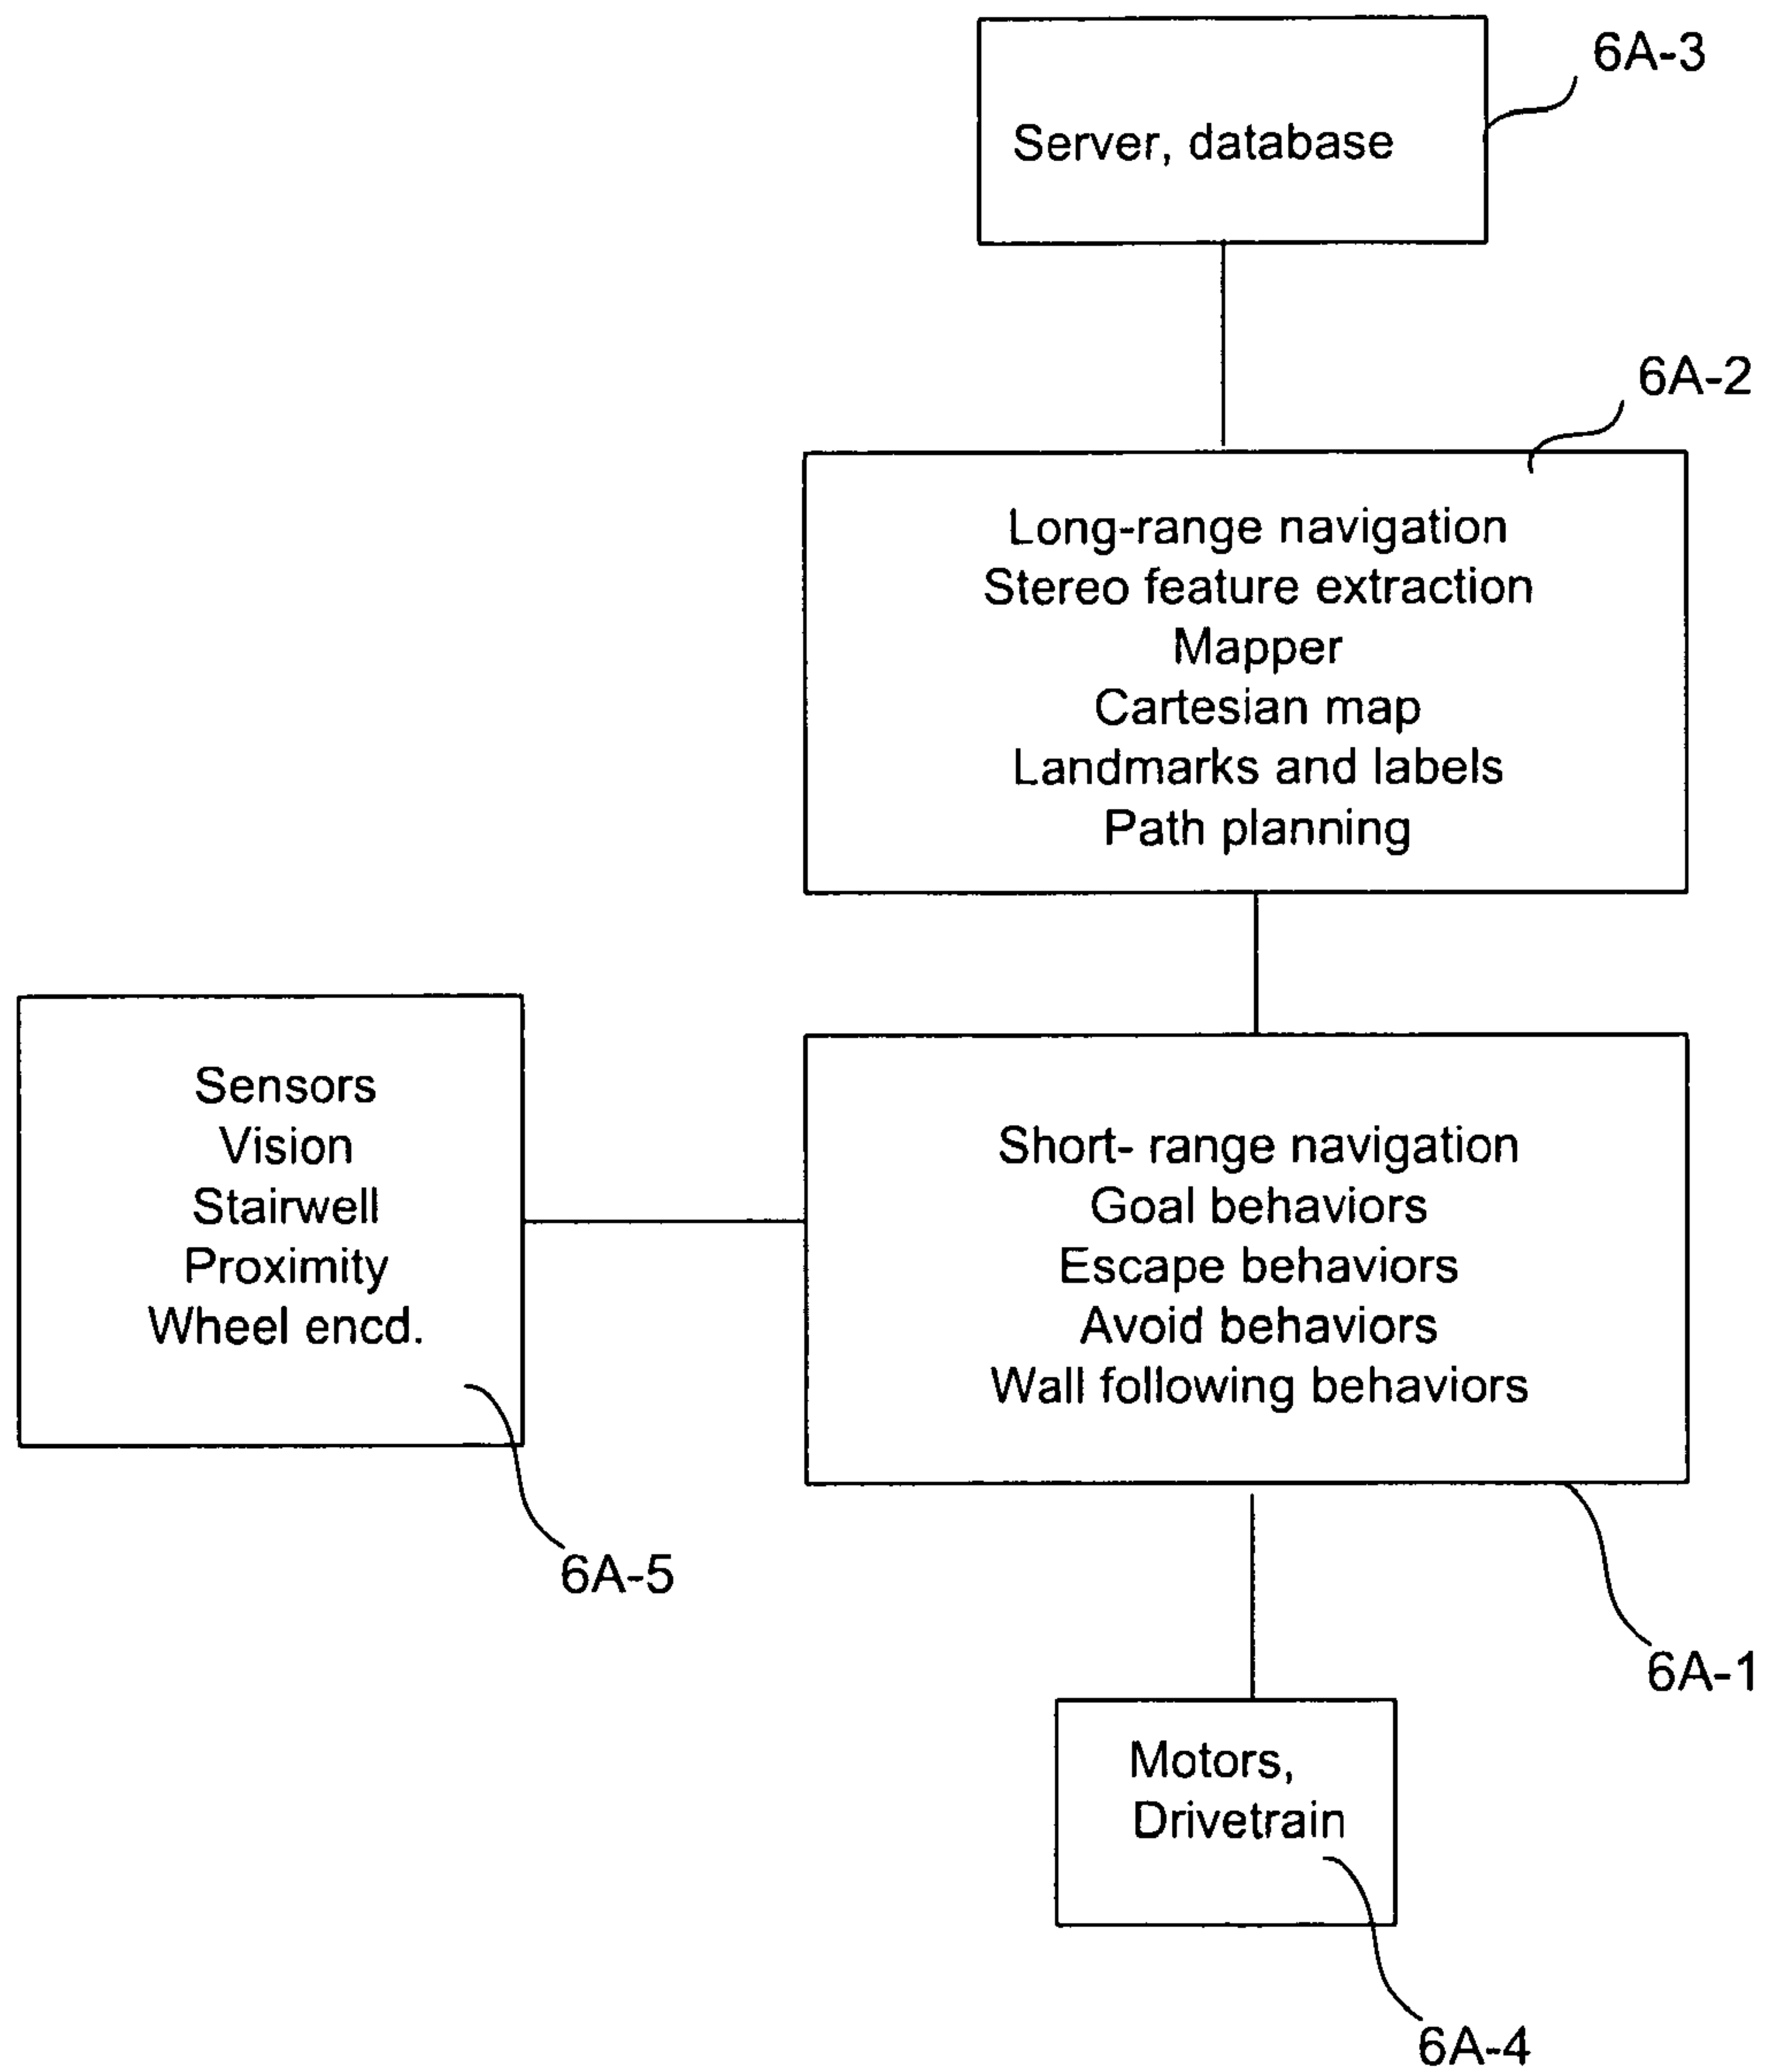 6A-3
Server, database
6A-2
Long-range navigation
Stereo feature extraction
Mapper
Cartesian map
Landmarks and labels
Path planning
Sensors
Vision
Stairwell
Proximity
Wheel encd.
6A-5
Short- range navigation
Goal behaviors
Escape behaviors
Avoid behaviors
Wall following behaviors
6A-1
Motors,
Drivetrain
6A-4